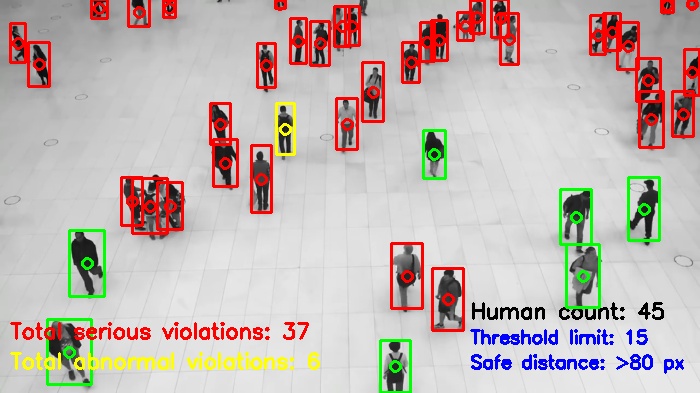 Total serious violations: 37
Total abnormal violations: 6
Human count: 45
Threshold limit: 15
Safe distance: >80 px